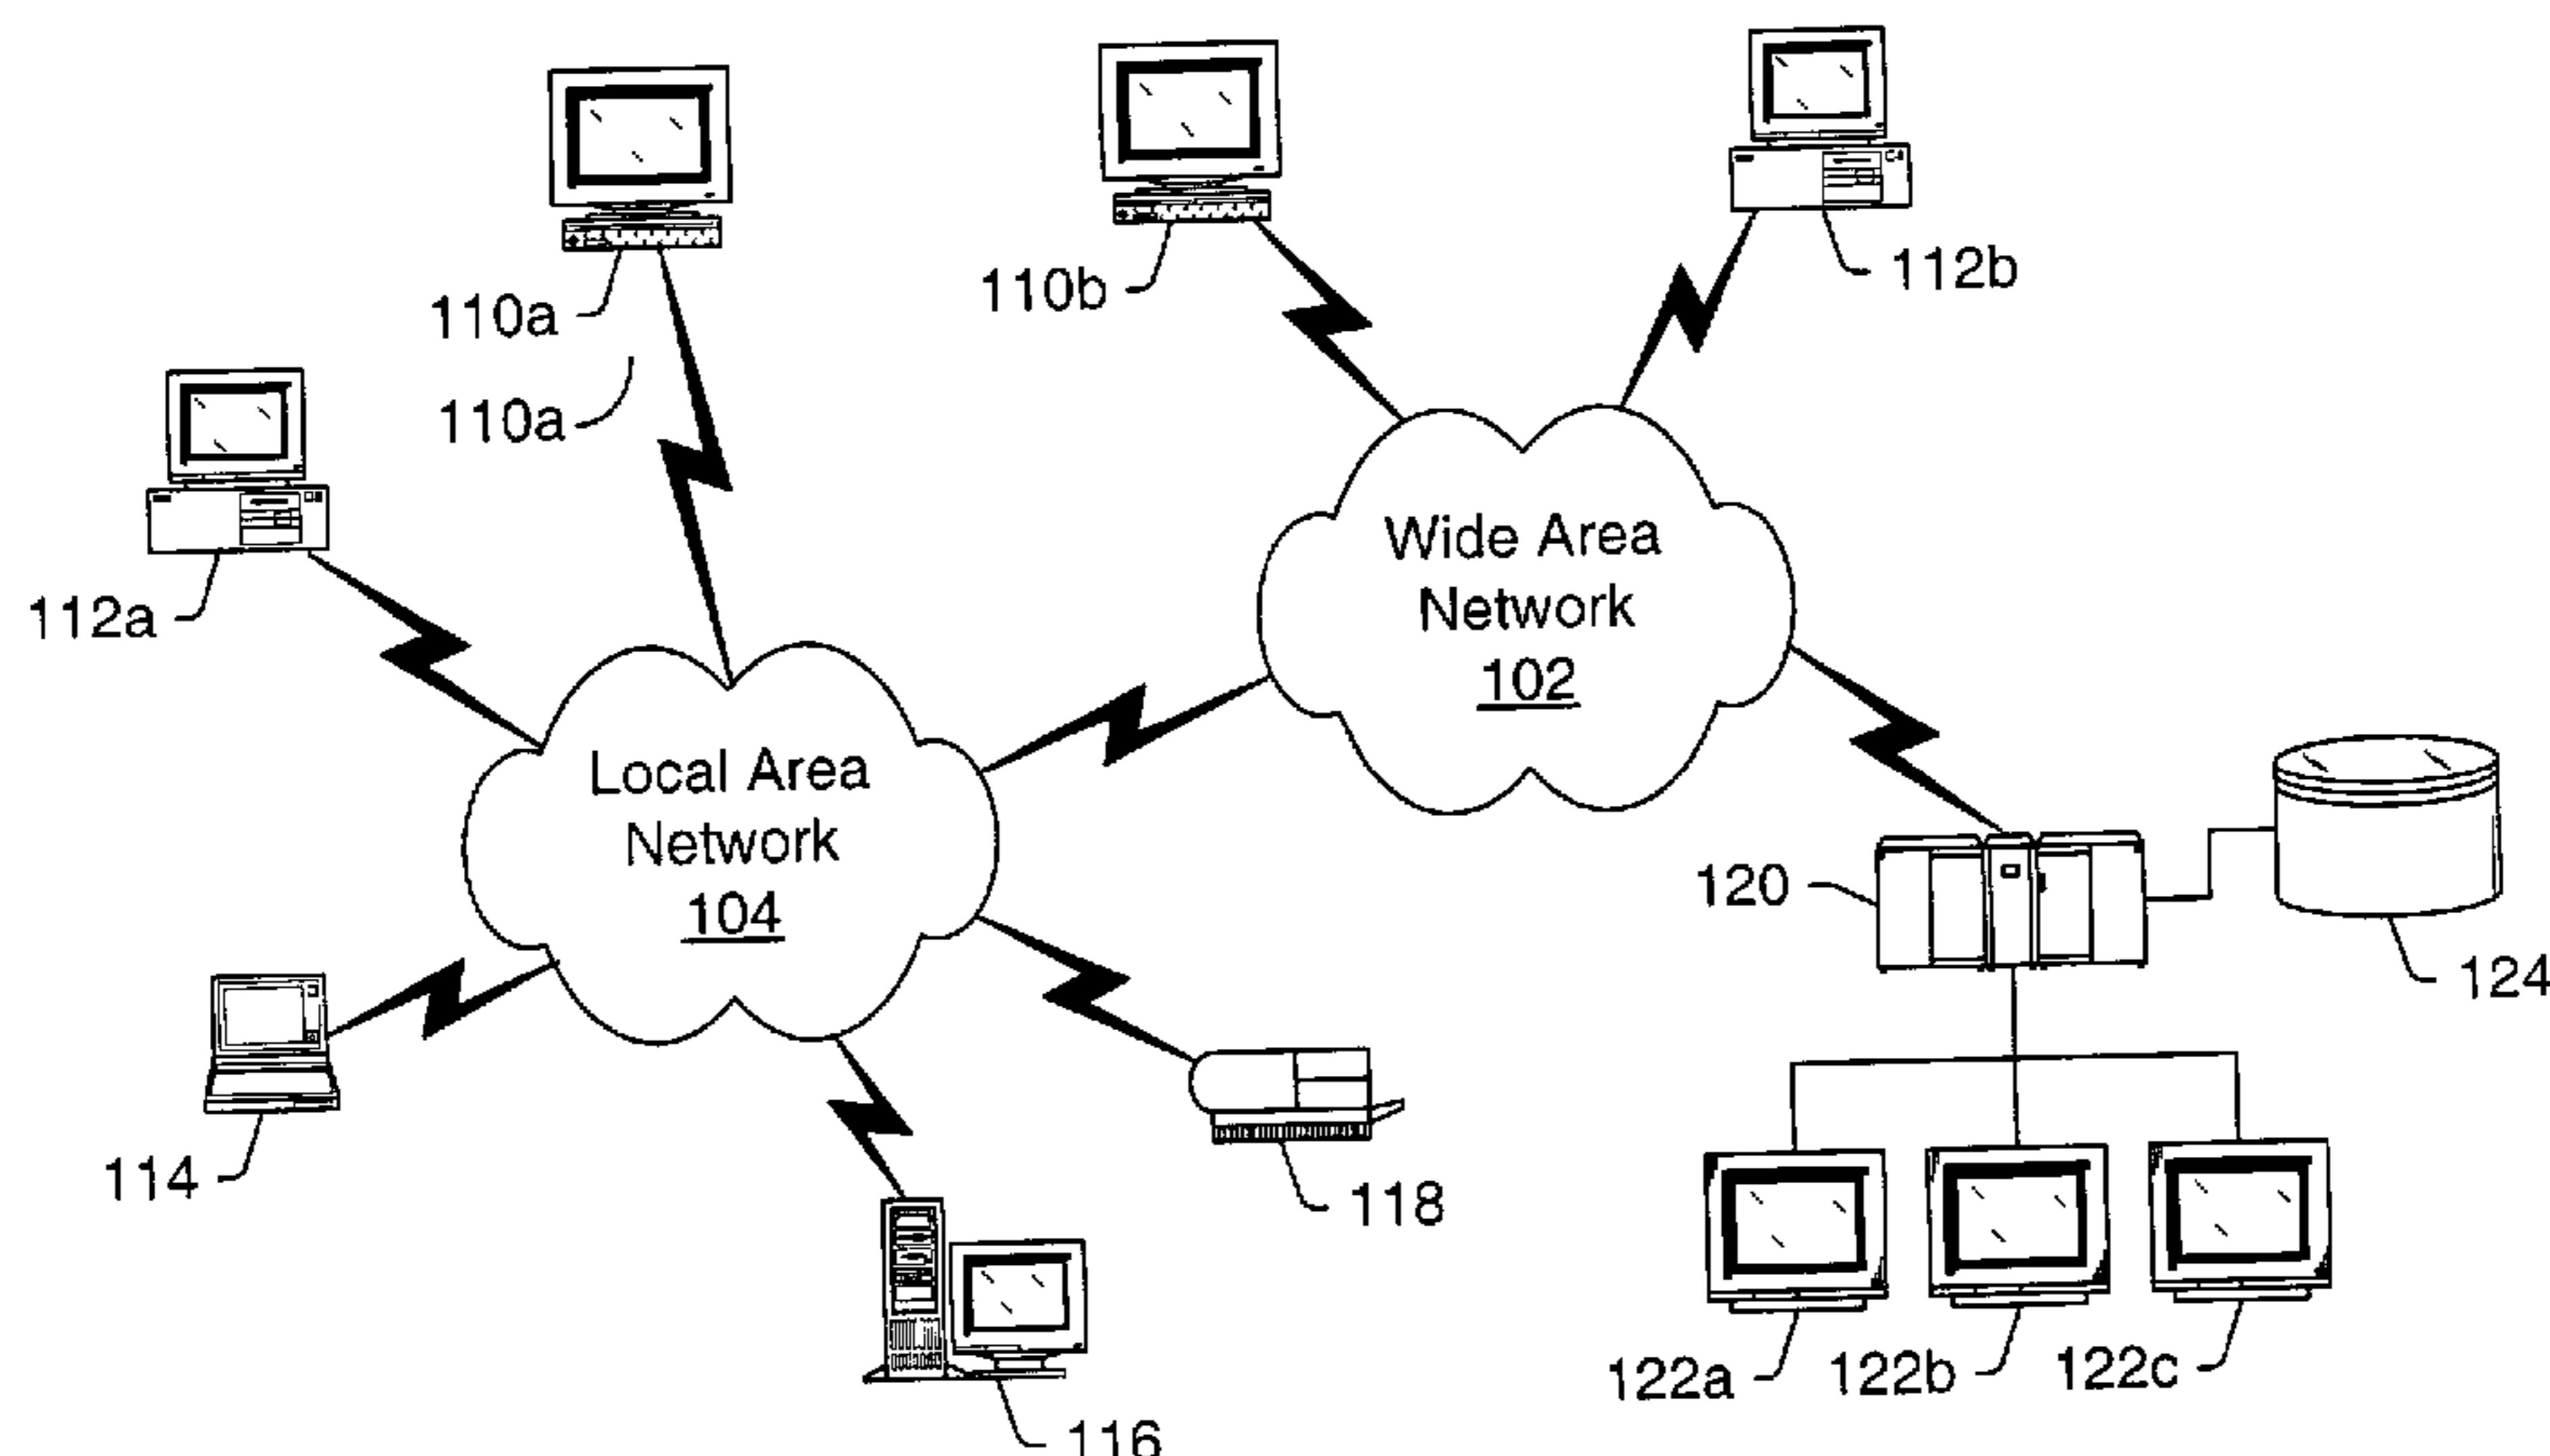 110a
110b
112b
110a
112a
Wide Area
Network
102
Local Area
Network
104
120
124
114
118
116
122a
122b
122c